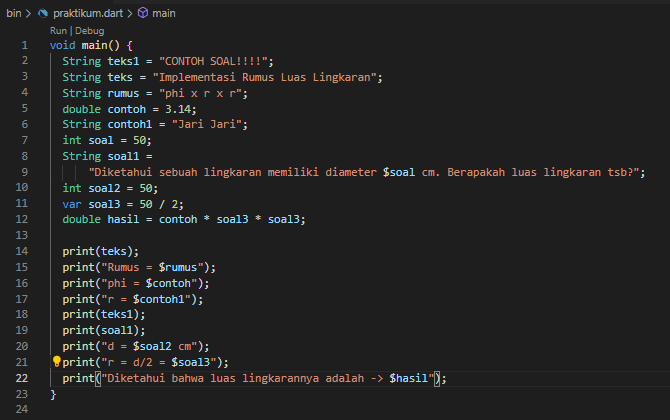 bin > praktikum.dart > main
Run | Debug
1 void main() {
2 String teks1 = "CONTOH SOAL!!!!";
3 String teks = "Implementasi Rumus Luas Lingkaran";
4 String rumus = "phi x r x r";
5 double contoh = 3.14;
6 String contoh1 = "Jari Jari";
7 int soal = 50;
8 String soal1 =
9 "Diketahui sebuah lingkaran memiliki diameter $soal cm. Berapakah luas lingkaran tsb?";
10 int soal2 = 50;
11 var soal3 = 50 / 2;
12 double hasil = contoh * soal3 * soal3;
13
14 print(teks);
15 print("Rumus = $rumus");
16 print("phi = $contoh");
17 print("r = $contoh1");
18 print(teks1);
19 print(soal1);
20 print("d = $soal2 cm");
21 print("r = d/2 = $soal3");
22 print("Diketahui bahwa luas lingkarannya adalah -> $hasil");
23 }
24